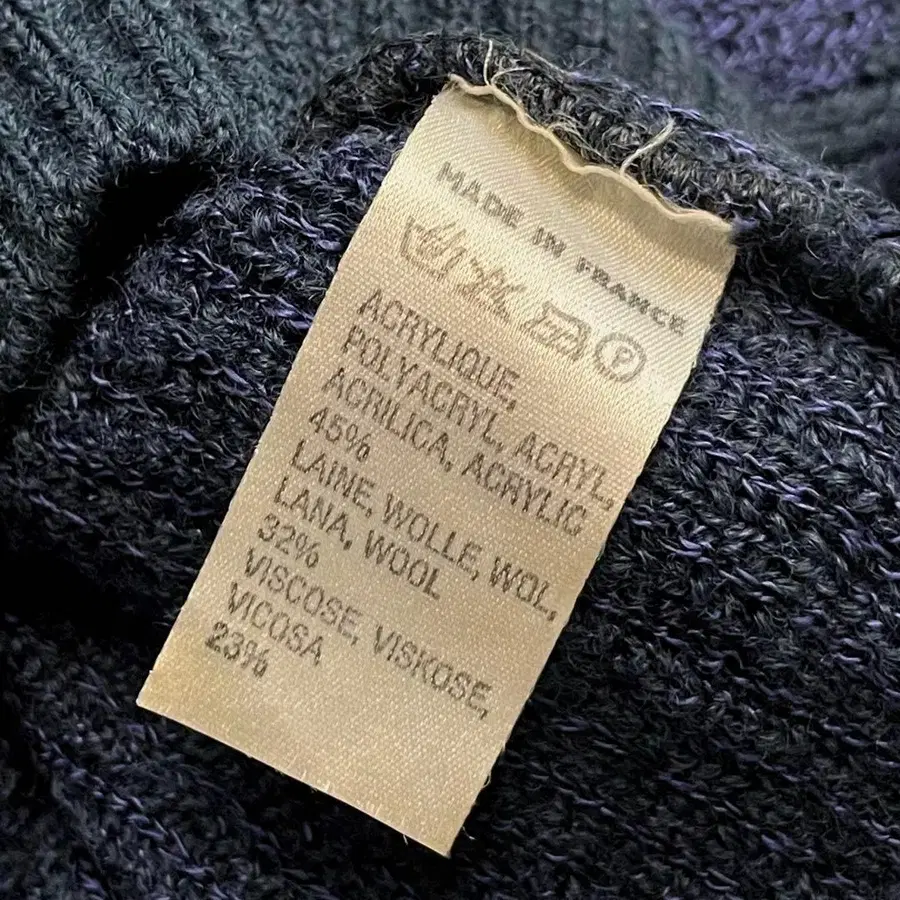 MADE IN FRANCE
P
ACRYLIQUE,
POLYACRYL, ACRYL,
ACRILICA, ACRYLIC
45%
LAINE, WOLLE, WOL,
LANA, WOOL
32%
VISCOSE, VISKOSE,
VICOSA
23%